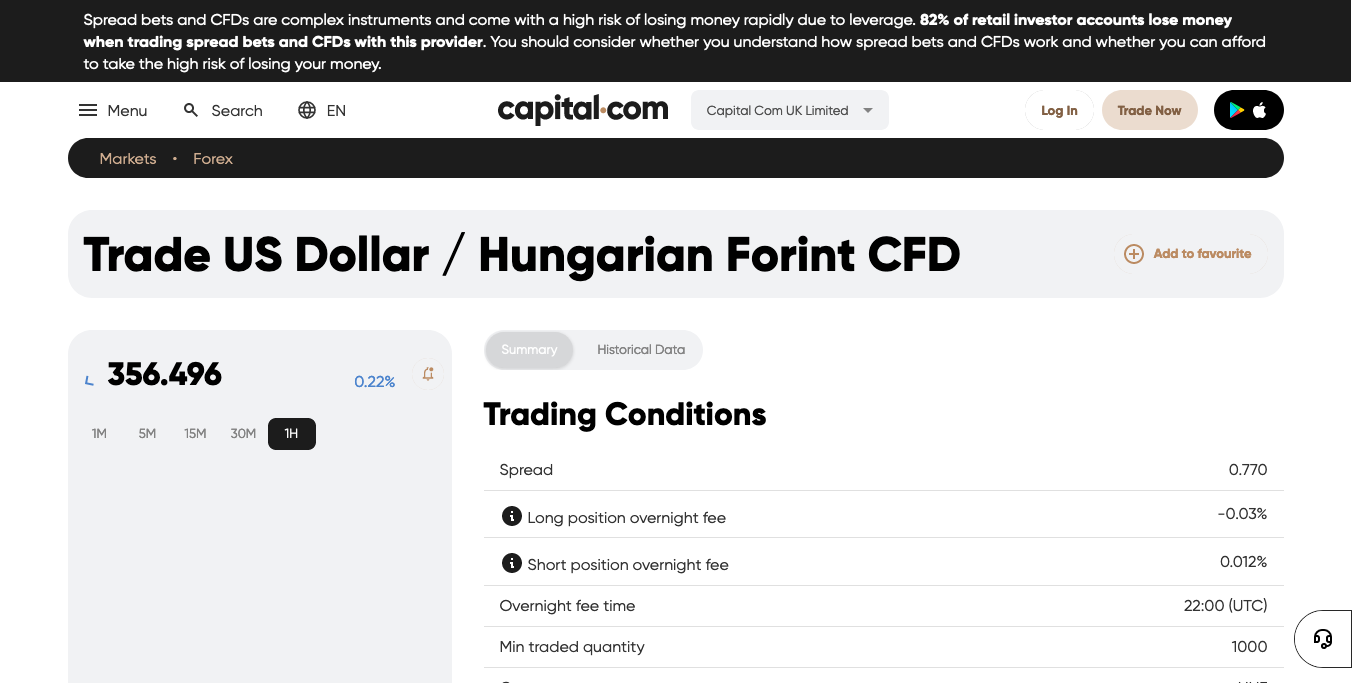 Spread bets and CFDs are complex instruments and come with a high risk of losing money rapidly due to leverage. 82% of retail investor accounts lose money
when trading spread bets and CFDs with this provider. You should consider whether you understand how spread bets and CFDs work and whether you can afford
to take the high risk of losing your money.
Menu Search EN capital.com Capital Com UK Limited Log In Trade Now
Markets • Forex
Trade US Dollar / Hungarian Forint CFD Add to favourite
356.496 0.22%
1M 5M 15M 30M 1H
Summary Historical Data
Trading Conditions
Spread 0.770
Long position overnight fee -0.03%
Short position overnight fee 0.012%
Overnight fee time 22:00 (UTC)
Min traded quantity 1000